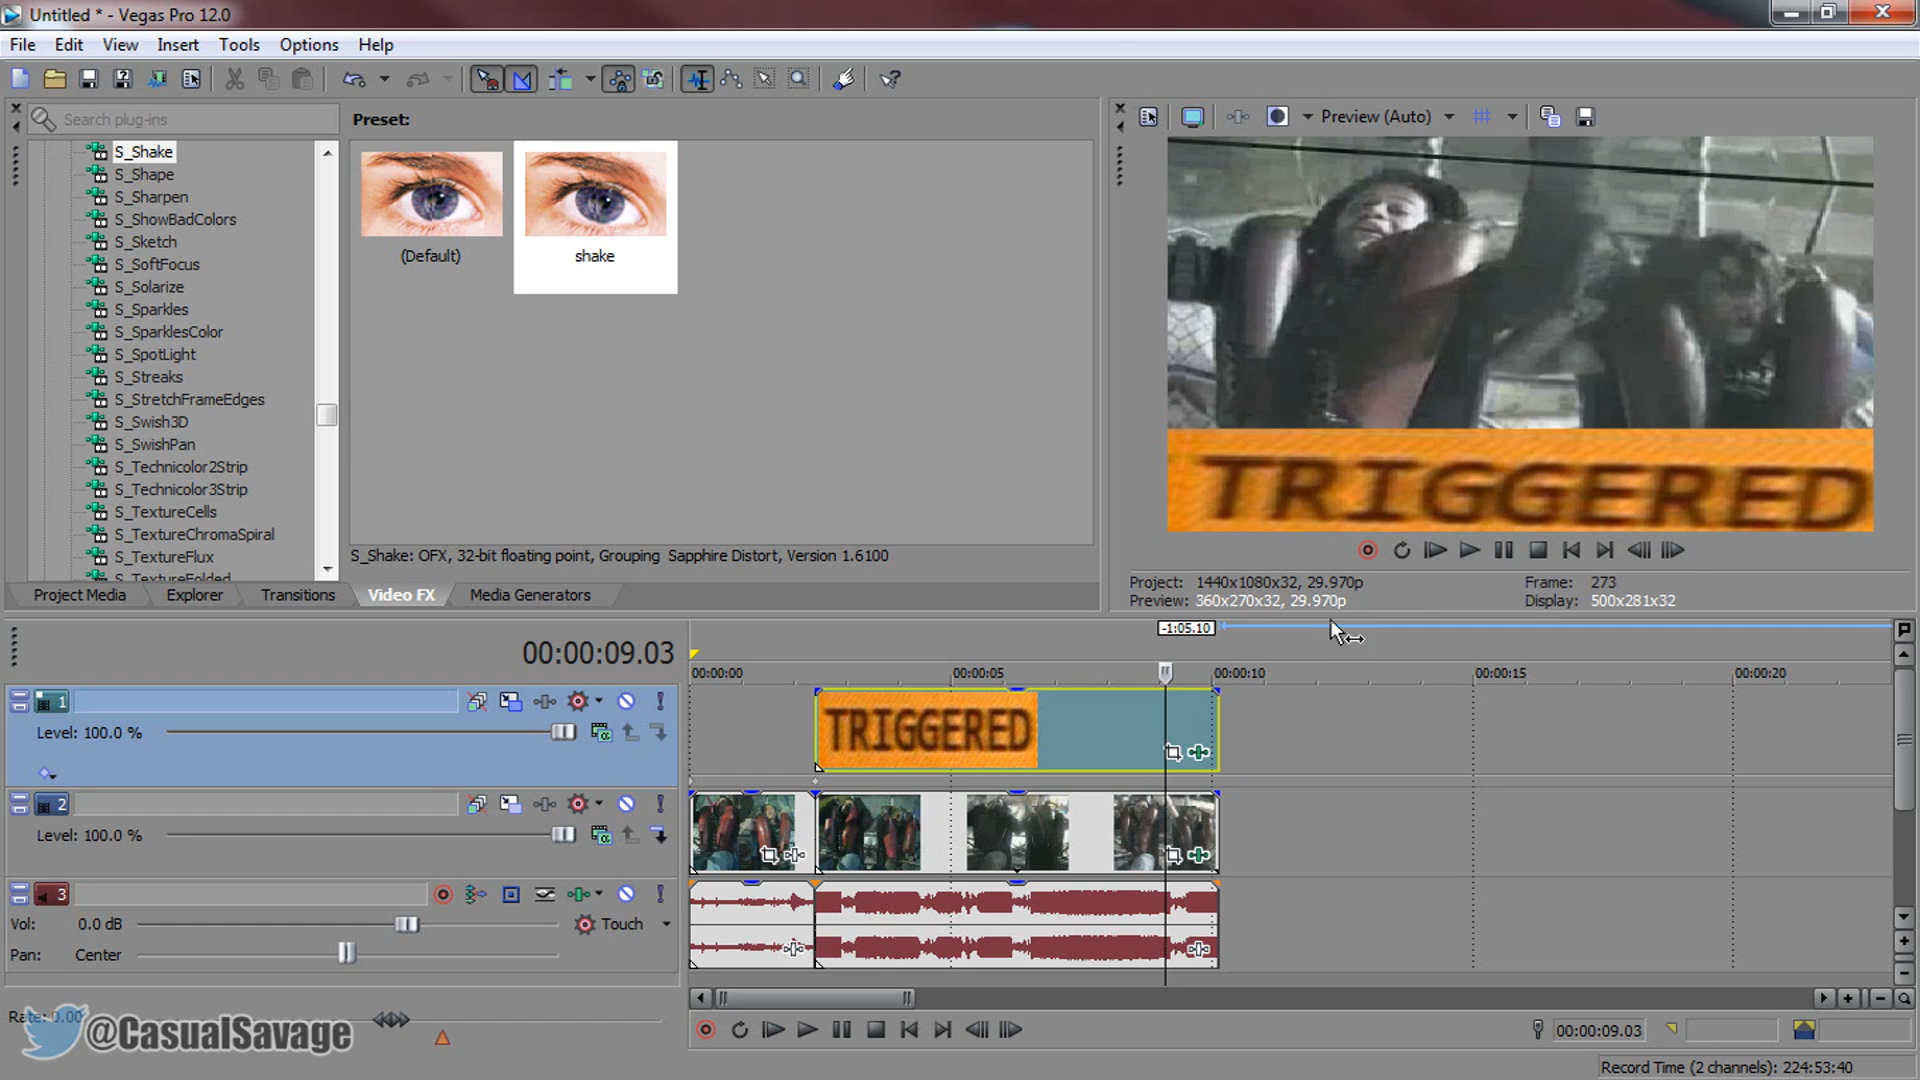 Untitled * - Vegas Pro 12.0
File Edit View Insert Tools Options Help
Search plug-ins
S_Shake
S_Shape
S_Sharpen
S_ShowBadColors
S_Sketch
S_SoftFocus
S_Solarize
S_Sparkles
S_SparklesColor
S_SpotLight
S_Streaks
S_StretchFrameEdges
S_Swish3D
S_SwishPan
S_Technicolor2Strip
S_Technicolor3Strip
S_TextureCells
S_TextureChromaSpiral
S_TextureFlux
S_TextureFolded
Preset:
(Default) shake
S_Shake: OFX, 32-bit floating point, Grouping Sapphire Distort, Version 1.6100
Project Media Explorer Transitions Video FX Media Generators
Preview (Auto)
TRIGGERED
Project: 1440x1080x32, 29.970p Frame: 273
Preview: 360x270x32, 29.970p Display: 500x281x32
00:00:09.03
-1:05.10
00:00:00 00:00:05 00:00:10 00:00:15 00:00:20
1
Level: 100.0 %
TRIGGERED
2
Level: 100.0 %
3
Vol: 0.0 dB Touch
Pan: Center
Rate: 0.00
@CasualSavage
00:00:09.03
Record Time (2 channels): 224:53:40